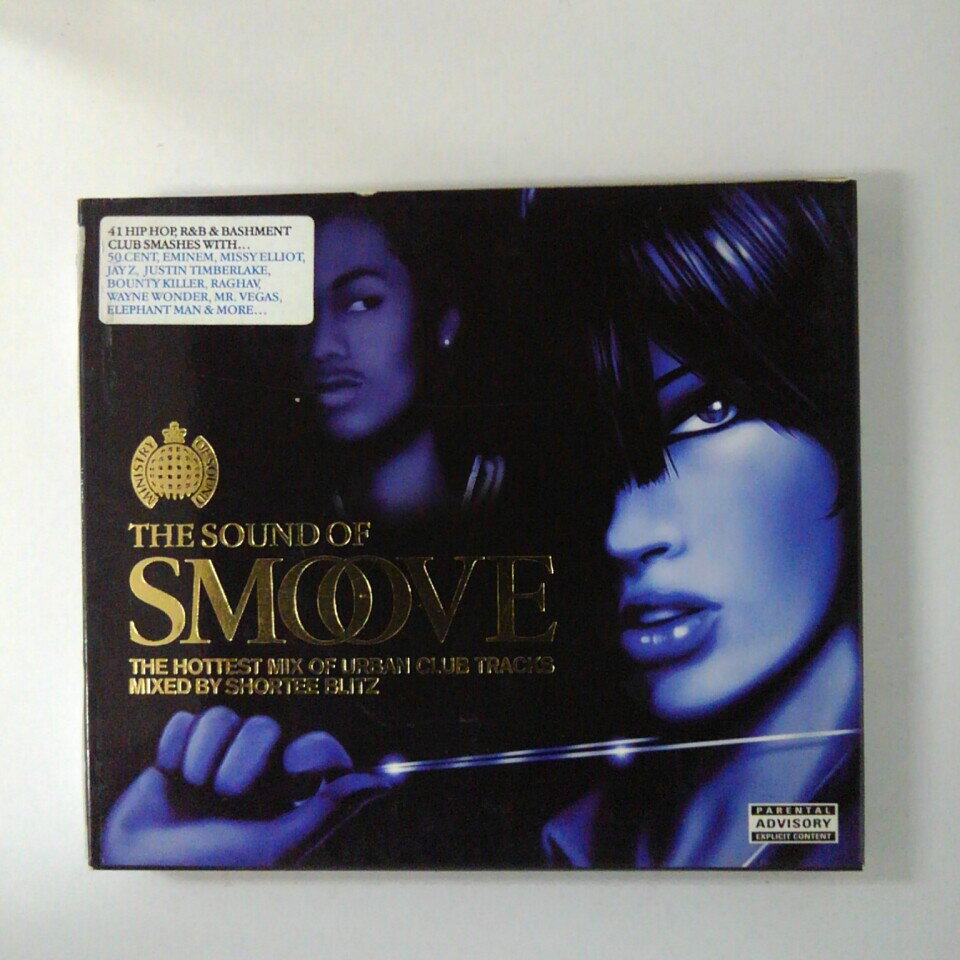 41 HIP HOP, R&B & BASHMENT
CLUB SMASHES WITH...
50 CENT, EMINEM, MISSY ELLIOT,
JAY Z, JUSTIN TIMBERLAKE,
BOUNTY KILLER, RAGHAV,
WAYNE WONDER, MR. VEGAS,
ELEPHANT MAN & MORE...
MINISTRY OF SOUND
THE SOUND OF
SMOOVE
THE HOTTEST MIX OF URBAN CLUB TRACKS
MIXED BY SHORTEE BLITZ
PARENTAL
ADVISORY
EXPLICIT CONTENT